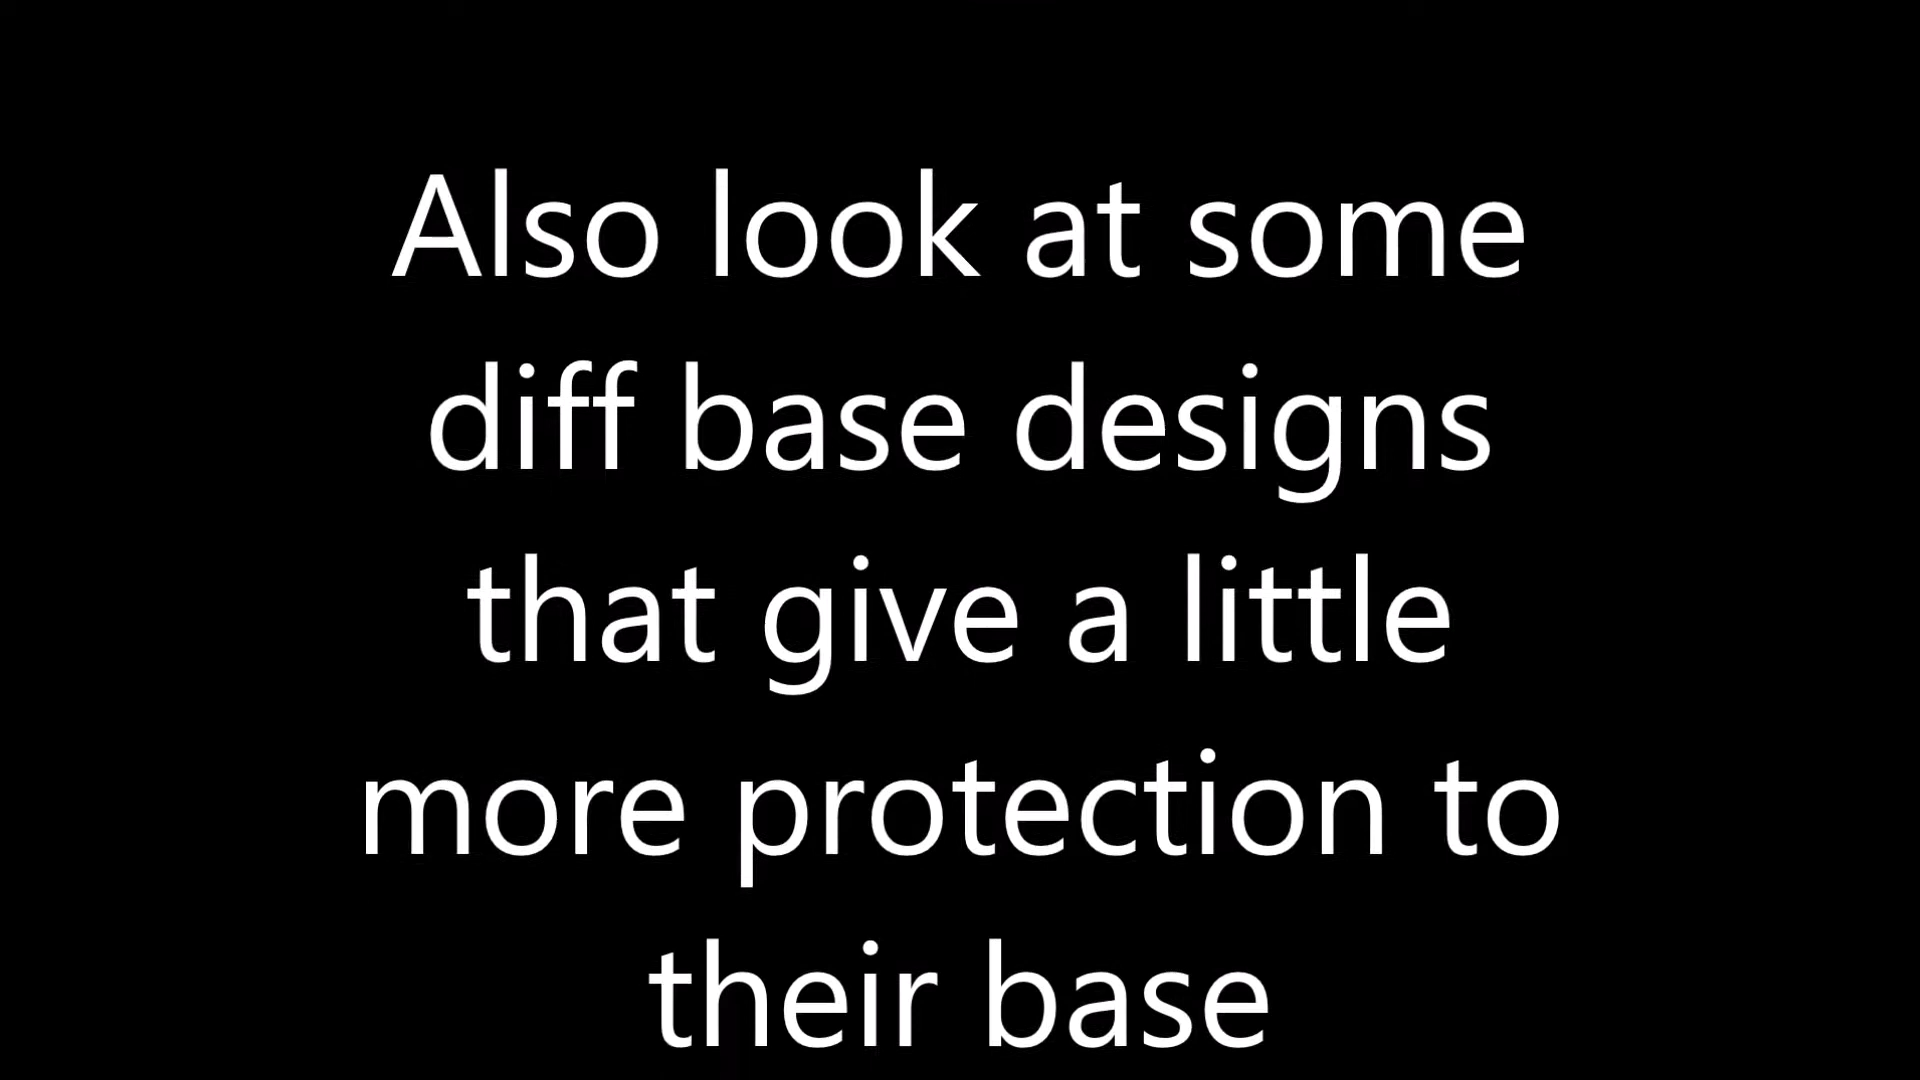 Also look at some
diff base designs
that give a little
more protection to
their base